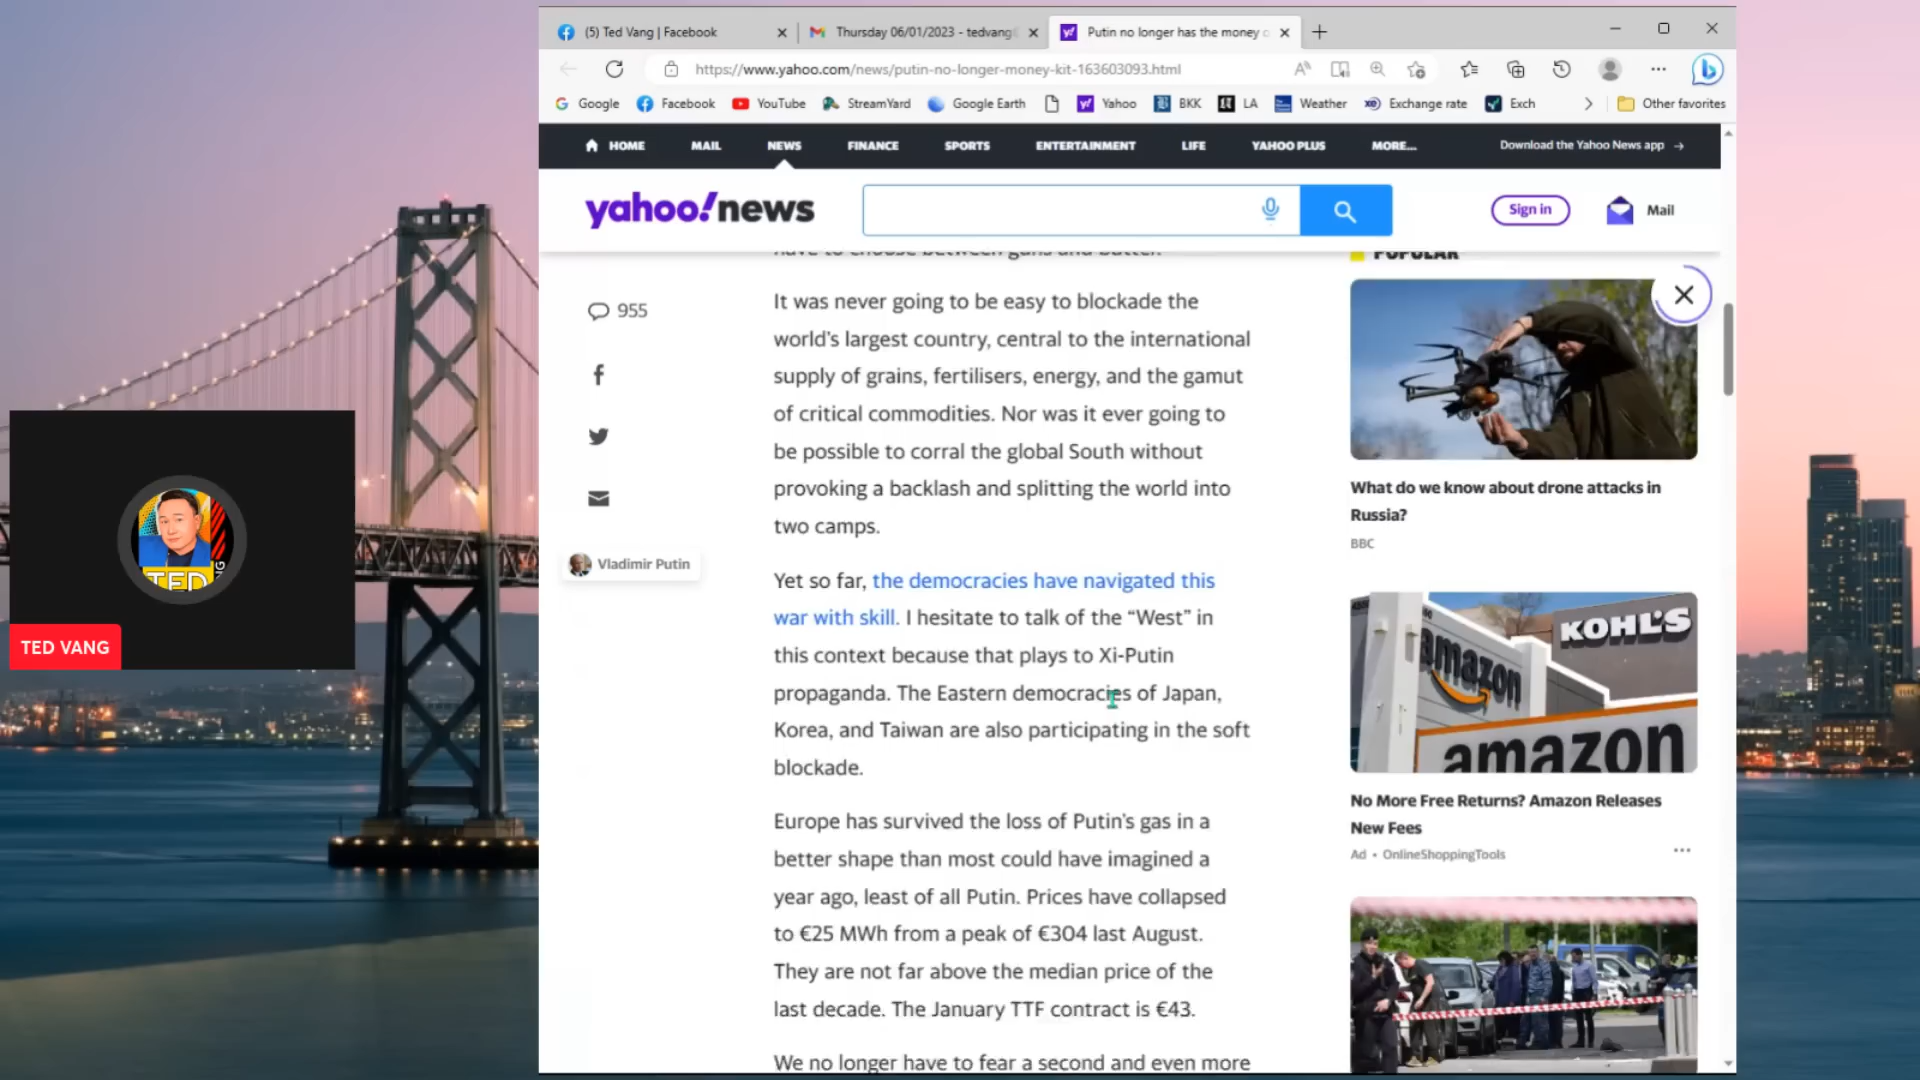 (5) Ted Vang | Facebook
Thursday 06/01/2023 - tedvang
Putin no longer has the money o
https://www.yahoo.com/news/putin-no-longer-money-kit-163603093.html
Google Facebook YouTube StreamYard Google Earth Yahoo BKK LA Weather Exchange rate Exch Other favorites
HOME MAIL NEWS FINANCE SPORTS ENTERTAINMENT LIFE YAHOO PLUS MORE... Download the Yahoo News app →
yahoo!news
Sign in
Mail
have to choose between guns and butter.
POPULAR
955
It was never going to be easy to blockade the
world's largest country, central to the international
supply of grains, fertilisers, energy, and the gamut
of critical commodities. Nor was it ever going to
be possible to corral the global South without
provoking a backlash and splitting the world into
two camps.
Vladimir Putin
Yet so far, the democracies have navigated this
war with skill. I hesitate to talk of the “West” in
this context because that plays to Xi-Putin
propaganda. The Eastern democracies of Japan,
Korea, and Taiwan are also participating in the soft
blockade.
Europe has survived the loss of Putin's gas in a
better shape than most could have imagined a
year ago, least of all Putin. Prices have collapsed
to €25 MWh from a peak of €304 last August.
They are not far above the median price of the
last decade. The January TTF contract is €43.
We no longer have to fear a second and even more
What do we know about drone attacks in
Russia?
BBC
KOHL'S
amazon
amazon
No More Free Returns? Amazon Releases
New Fees
Ad • OnlineShoppingTools
TED
TED VANG